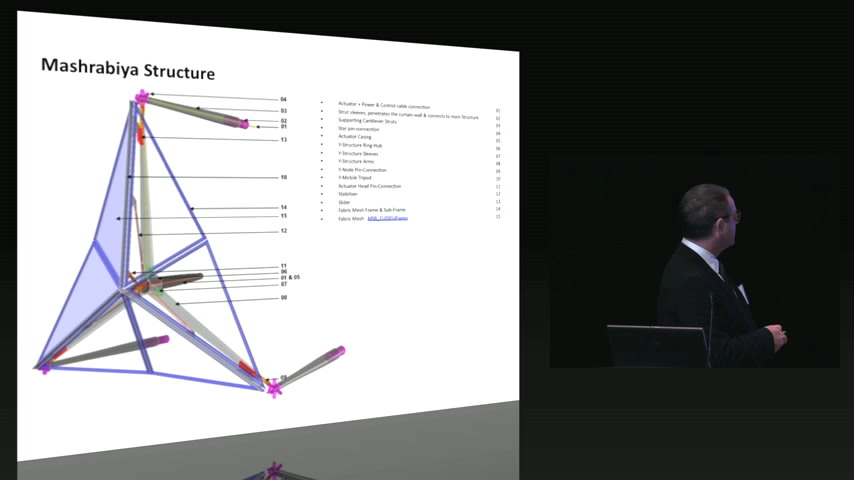 Mashrabiya Structure
04
03
02
01
13
10
14
15
12
11
06
01 & 05
07
08
• Actuator + Power & Control cable connection 01
• Strut sleeves, penetrates the curtain wall & connects to main Structure 02
• Supporting Cantilever Struts 03
• Star pin connection 04
• Actuator Casing 05
• Y-Structure Ring-Hub 06
• Y-Structure Sleeves 07
• Y-Structure Arms 08
• Y-Node Pin-Connection 09
• Y-Mobile Tripod 10
• Actuator Head Pin-Connection 11
• Stabilizer 12
• Slider 13
• Fabric Mesh Frame & Sub-Frame 14
• Fabric Mesh 15